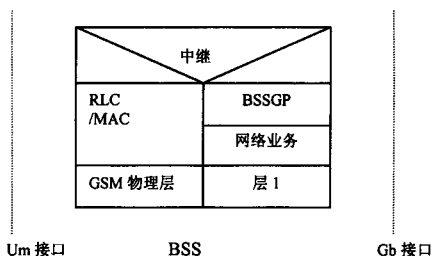 中继
RLC
/MAC
BSSGP
网络业务
GSM 物理层
层 1
Um 接口
BSS
Gb 接口